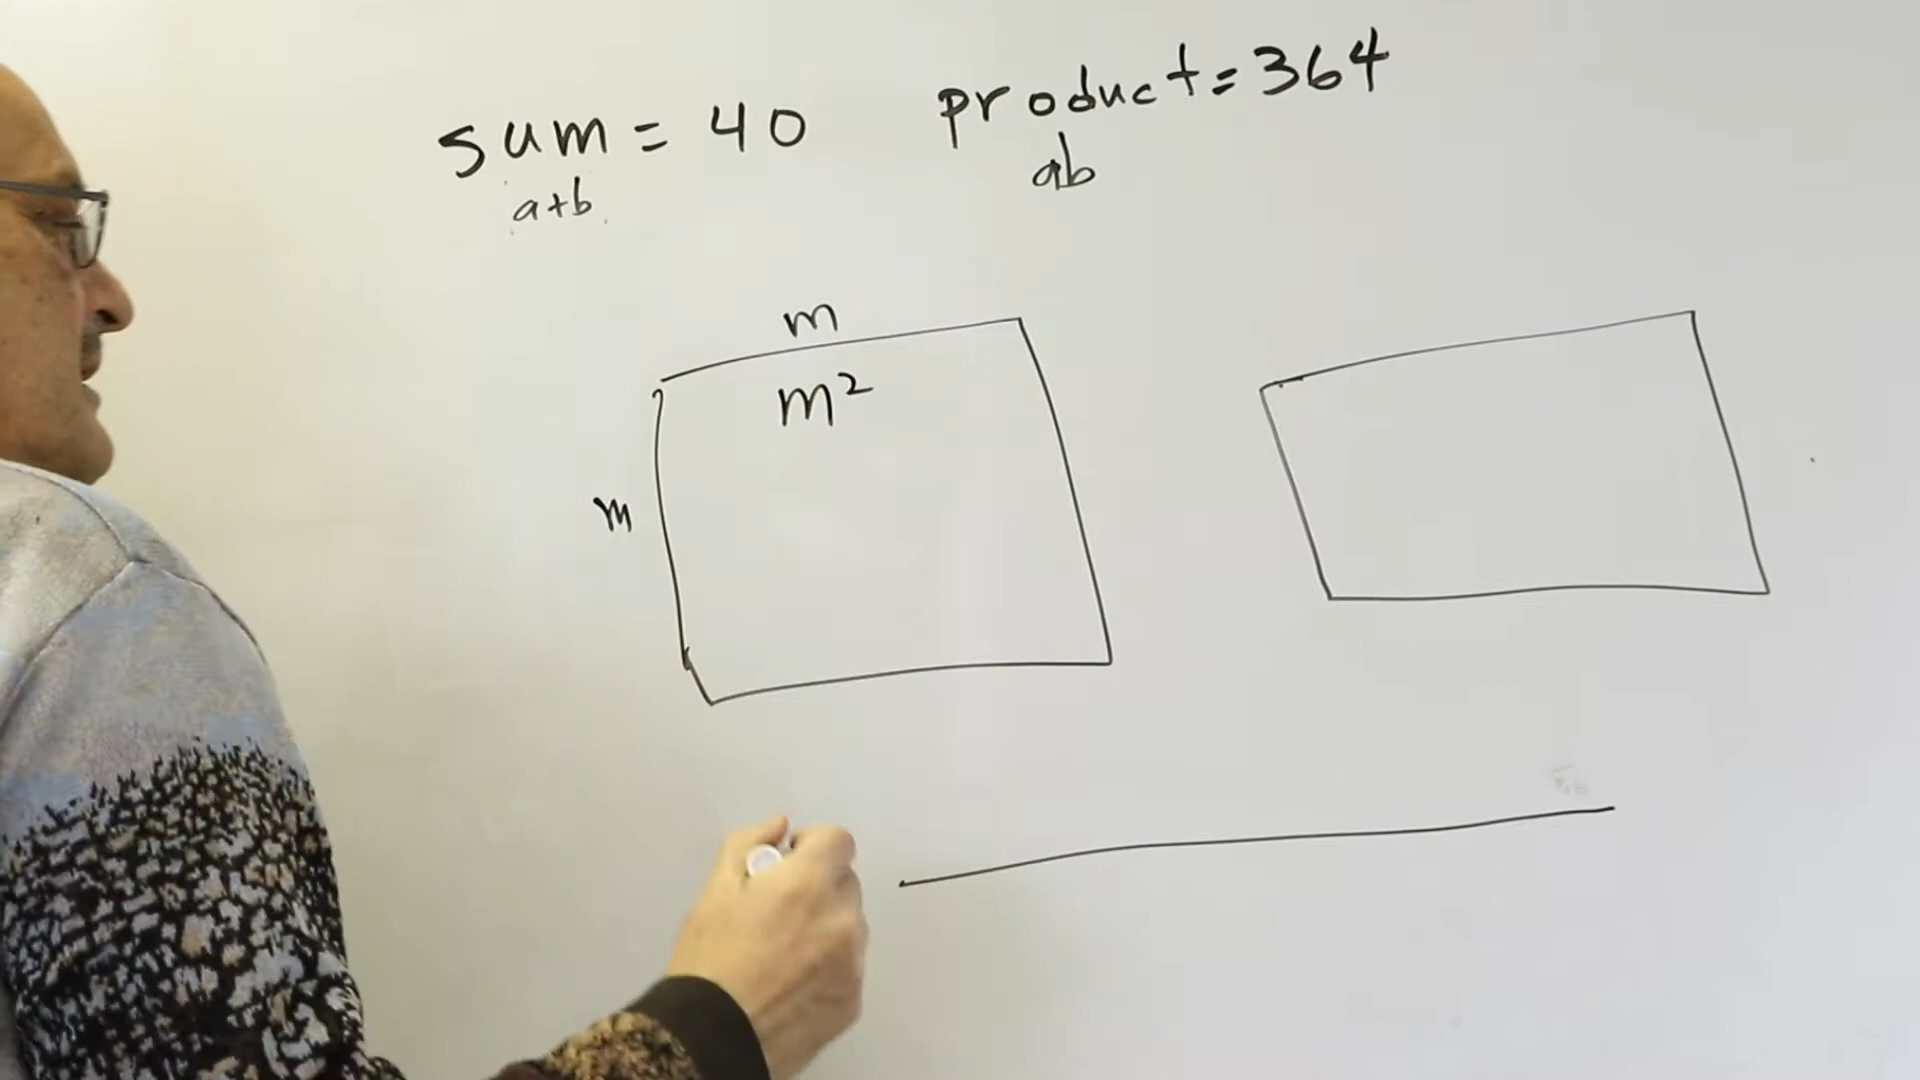 sum = 40
product = 364
a+b
ab
m
m²
m